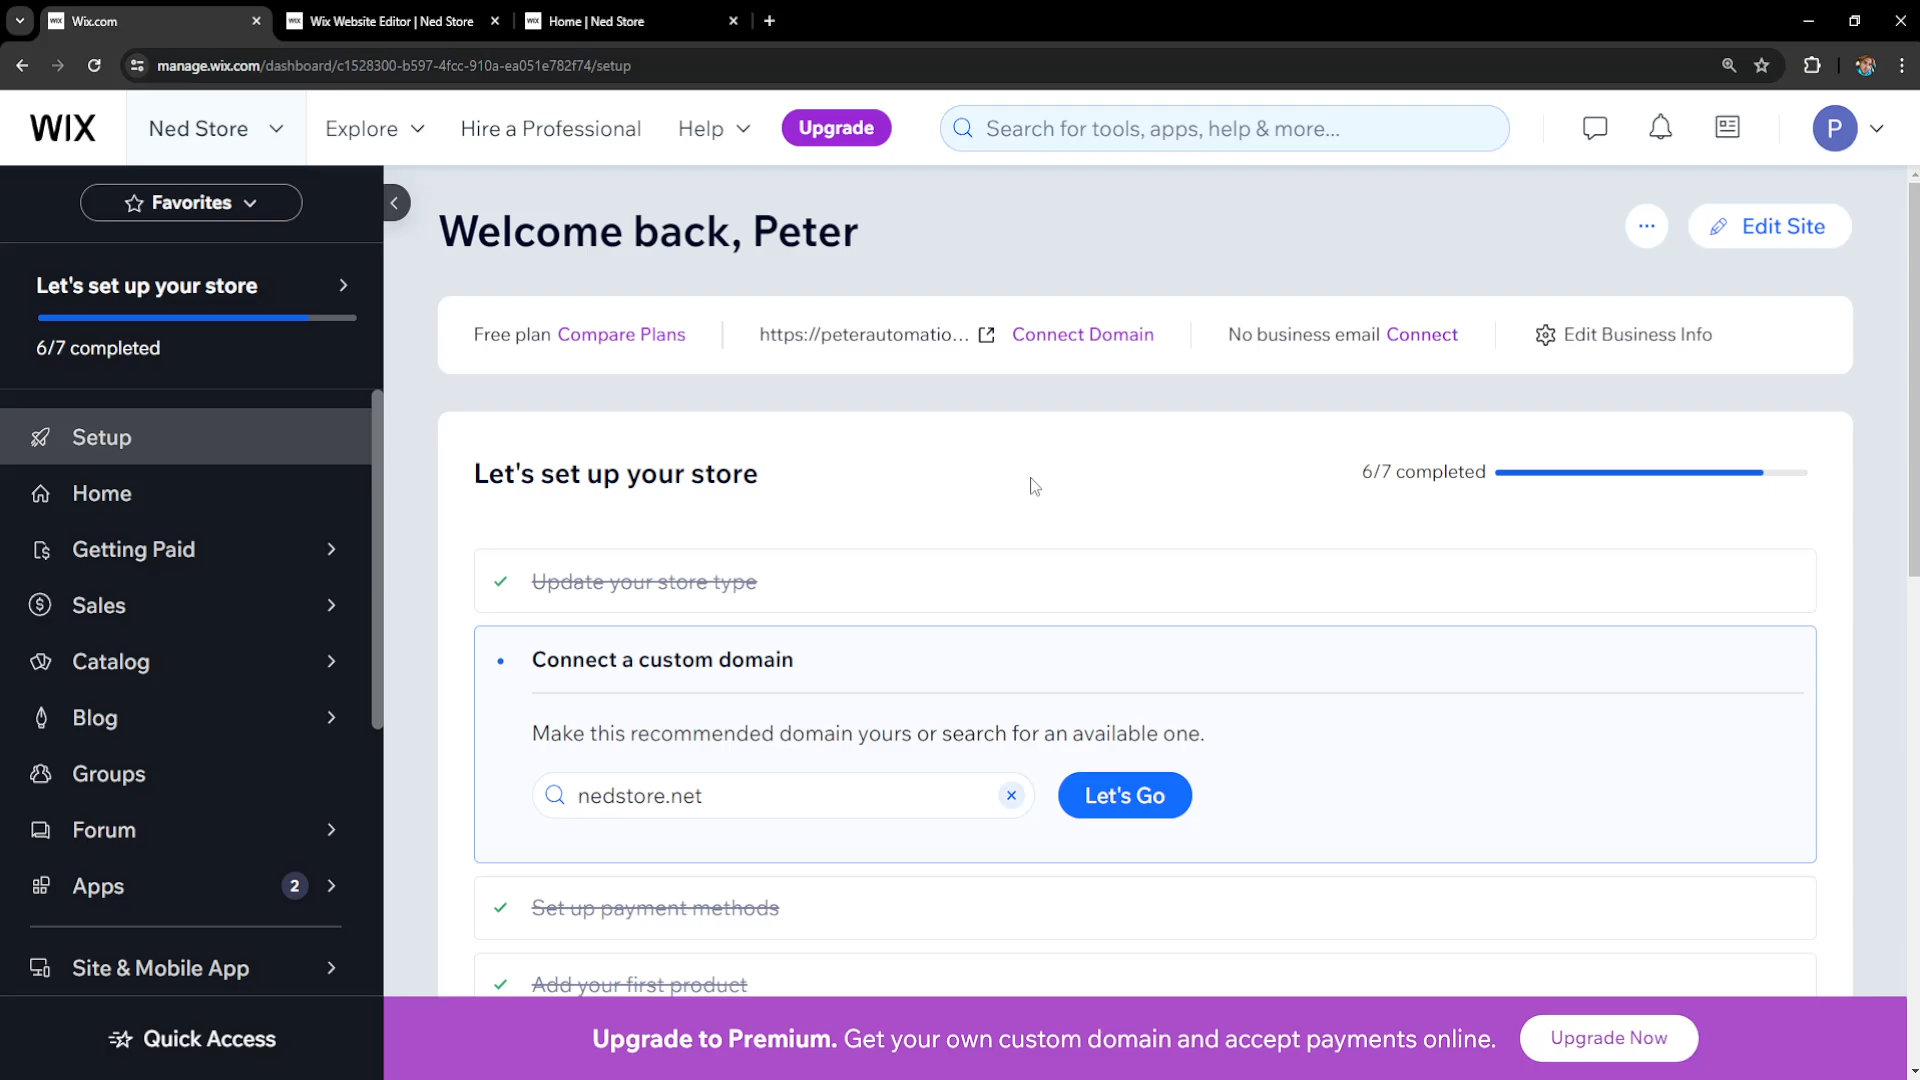 Wix.com
Wix Website Editor | Ned Store
Home | Ned Store
manage.wix.com/dashboard/c1528300-b597-4fcc-910a-ea051e782f74/setup
WIX
Ned Store
Explore
Hire a Professional
Help
Upgrade
Search for tools, apps, help & more...
P
Favorites
Let's set up your store
6/7 completed
Setup
Home
Getting Paid
Sales
Catalog
Blog
Groups
Forum
Apps
2
Site & Mobile App
Quick Access
Welcome back, Peter
Edit Site
Free plan Compare Plans
https://peterautomatio...
Connect Domain
No business email Connect
Edit Business Info
Let's set up your store
6/7 completed
Update your store type
Connect a custom domain
Make this recommended domain yours or search for an available one.
nedstore.net
Let's Go
Set up payment methods
Add your first product
Upgrade to Premium. Get your own custom domain and accept payments online.
Upgrade Now